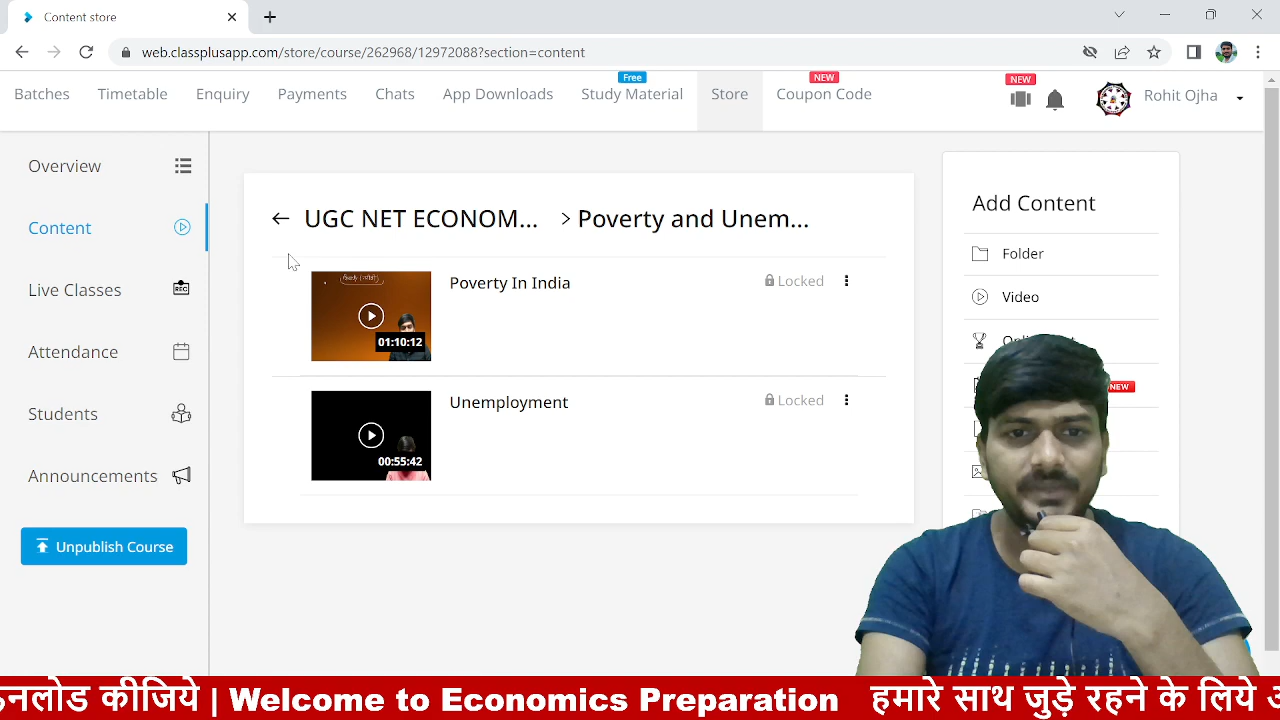 Content store
web.classplusapp.com/store/course/262968/12972088?section=content
Free
NEW
NEW
Batches
Timetable
Enquiry
Payments
Chats
App Downloads
Study Material
Store
Coupon Code
Rohit Ojha
Overview
Content
Live Classes
REC
Attendance
Students
Announcements
Unpublish Course
UGC NET ECONOM... > Poverty and Unem...
Poverty In India
Locked
01:10:12
Unemployment
Locked
00:55:42
Add Content
Folder
Video
NEW
कीजिये | Welcome to Economics Preparation हमारे साथ जुड़े रहने के लिये